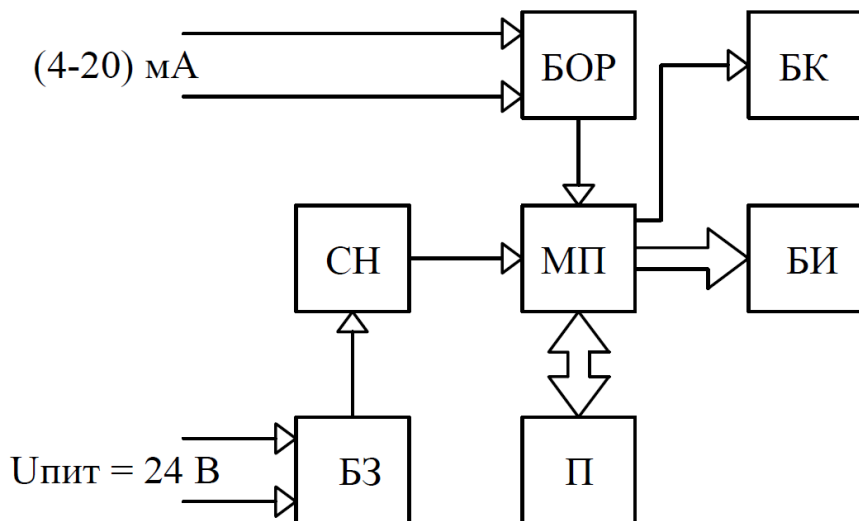 (4-20) мА
БОР
БК
СН
МП
БИ
Uпит = 24 В
БЗ
П